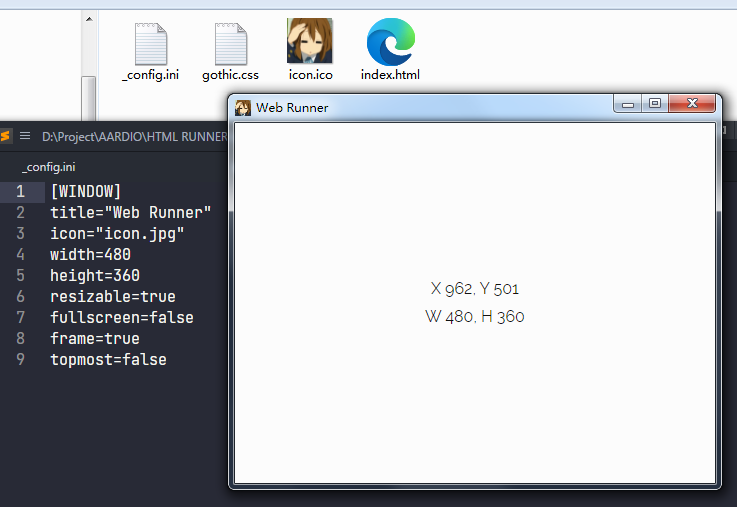 _config.ini
gothic.css
icon.ico
index.html
Web Runner
D:\Project\AARDIO\HTML RUNNER
_config.ini
1 [WINDOW]
2 title="Web Runner"
3 icon="icon.jpg"
4 width=480
5 height=360
6 resizable=true
7 fullscreen=false
8 frame=true
9 topmost=false
X 962, Y 501
W 480, H 360